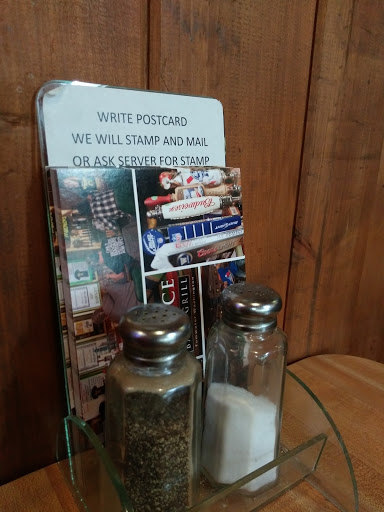 WRITE POSTCARD
WE WILL STAMP AND MAIL
OR ASK SERVER FOR STAMP
Budweiser